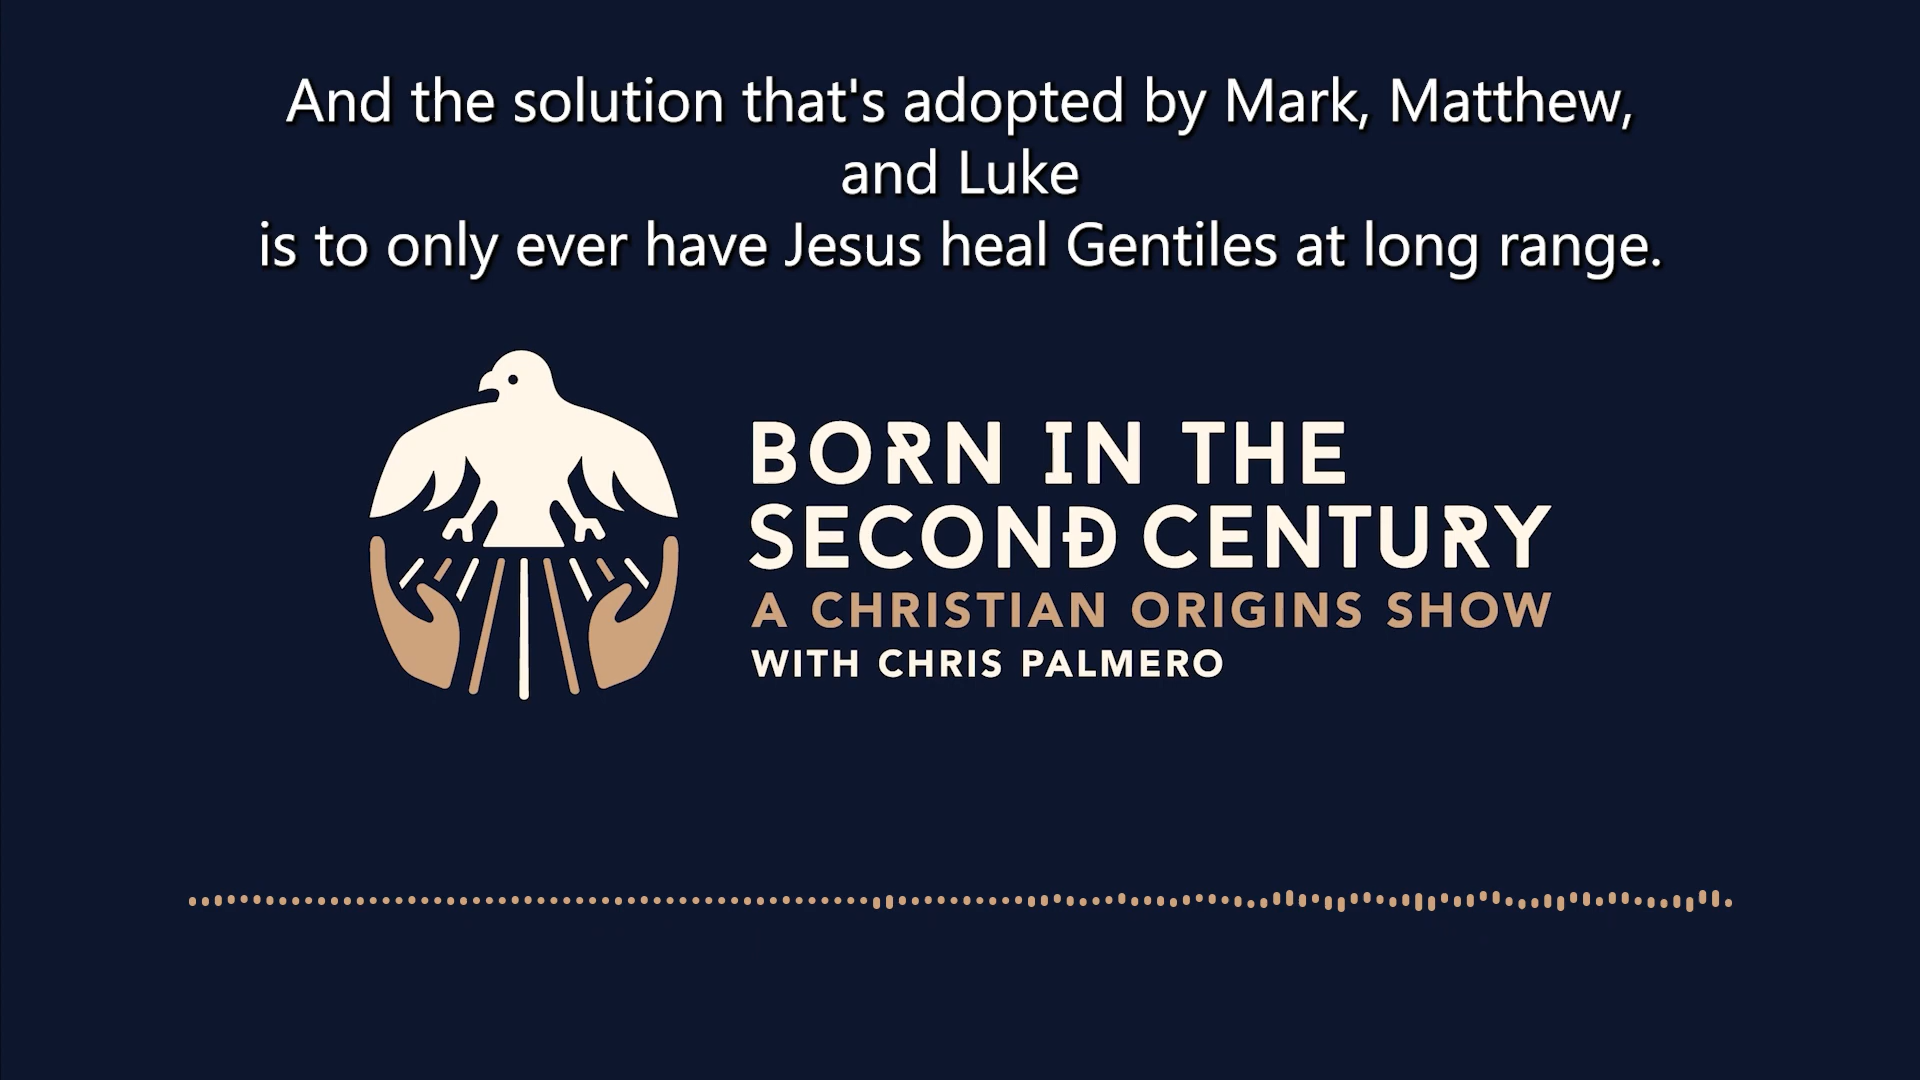 And the solution that's adopted by Mark, Matthew,
and Luke
is to only ever have Jesus heal Gentiles at long range.
BORN IN THE
SECOND CENTURY
A CHRISTIAN ORIGINS SHOW
WITH CHRIS PALMERO